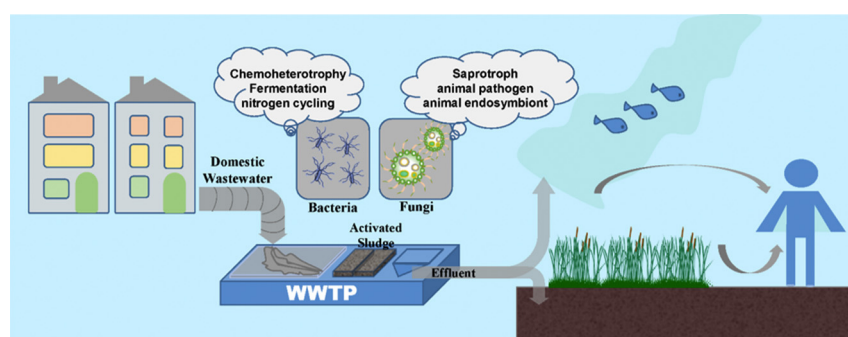 Chemoheterotrophy
Fermentation
nitrogen cycling
Saprotroph
animal pathogen
animal endosymbiont
Domestic
Wastewater
Bacteria
Fungi
Activated
Sludge
Effluent
WWTP